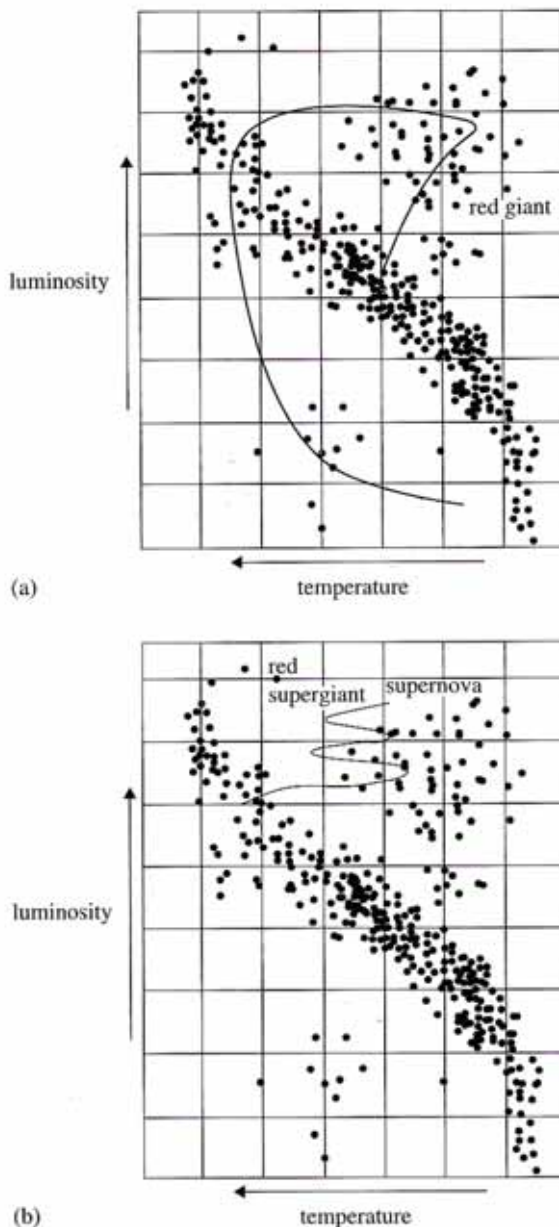 red giant
luminosity
temperature
(a)
red
supergiant
supernova
luminosity
temperature
(b)